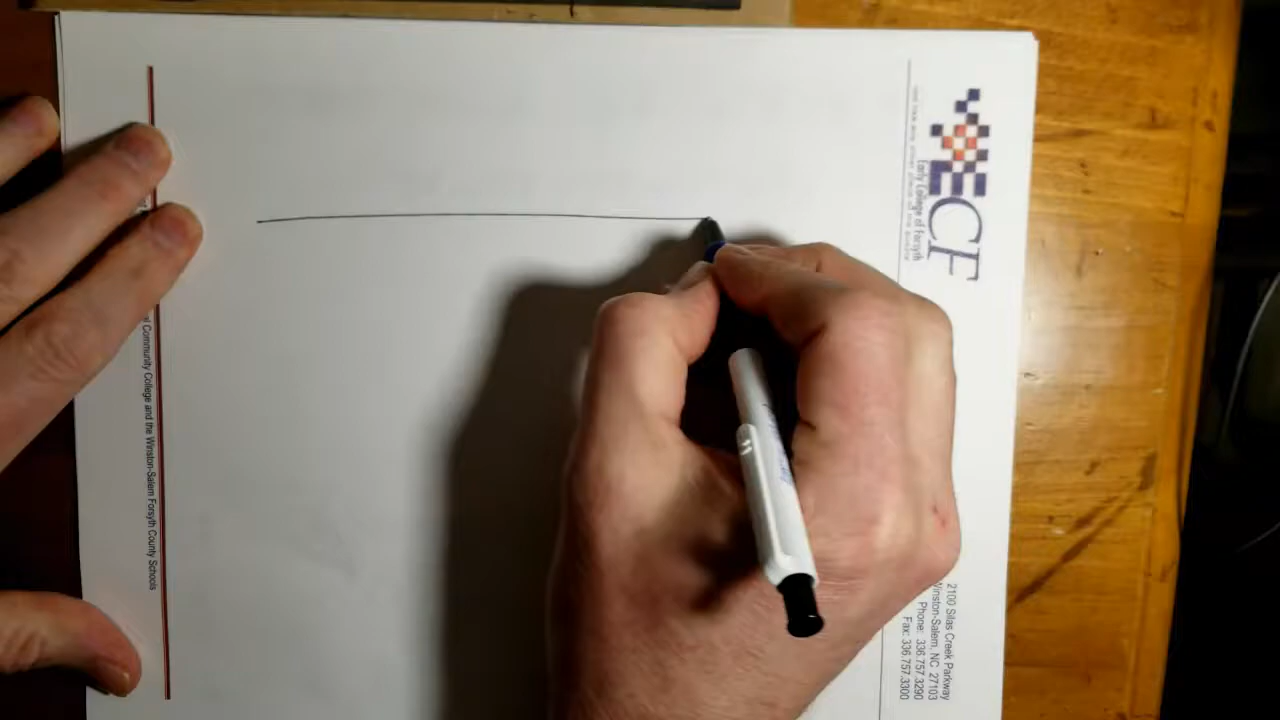 ECF
Early College of Forsyth
el Community College and the Winston-Salem Forsyth County Schools
2100 Silas Creek Parkway
Winston-Salem, NC 27103
Phone: 336.757.3290
Fax: 336.757.3300